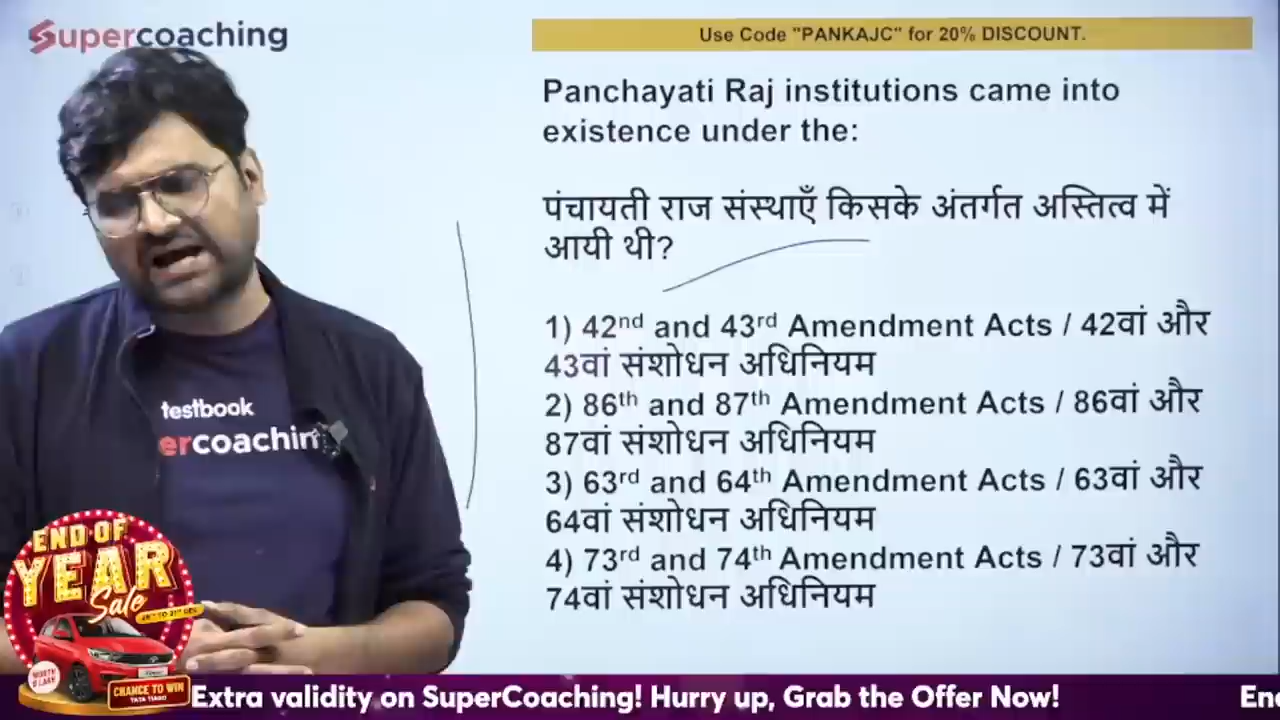 Supercoaching
Use Code "PANKAJC" for 20% DISCOUNT.
Panchayati Raj institutions came into
existence under the:
पंचायती राज संस्थाएँ किसके अंतर्गत अस्तित्व में
आयी थी?
1) 42nd and 43rd Amendment Acts / 42वां और
43वां संशोधन अधिनियम
2) 86th and 87th Amendment Acts / 86वां और
87वां संशोधन अधिनियम
3) 63rd and 64th Amendment Acts / 63वां और
64वां संशोधन अधिनियम
4) 73rd and 74th Amendment Acts / 73वां और
74वां संशोधन अधिनियम
testbook
ercoachin
END OF
YEAR
Sale
CHANCE TO WIN
TATA TIAGO
Extra validity on SuperCoaching! Hurry up, Grab the Offer Now!